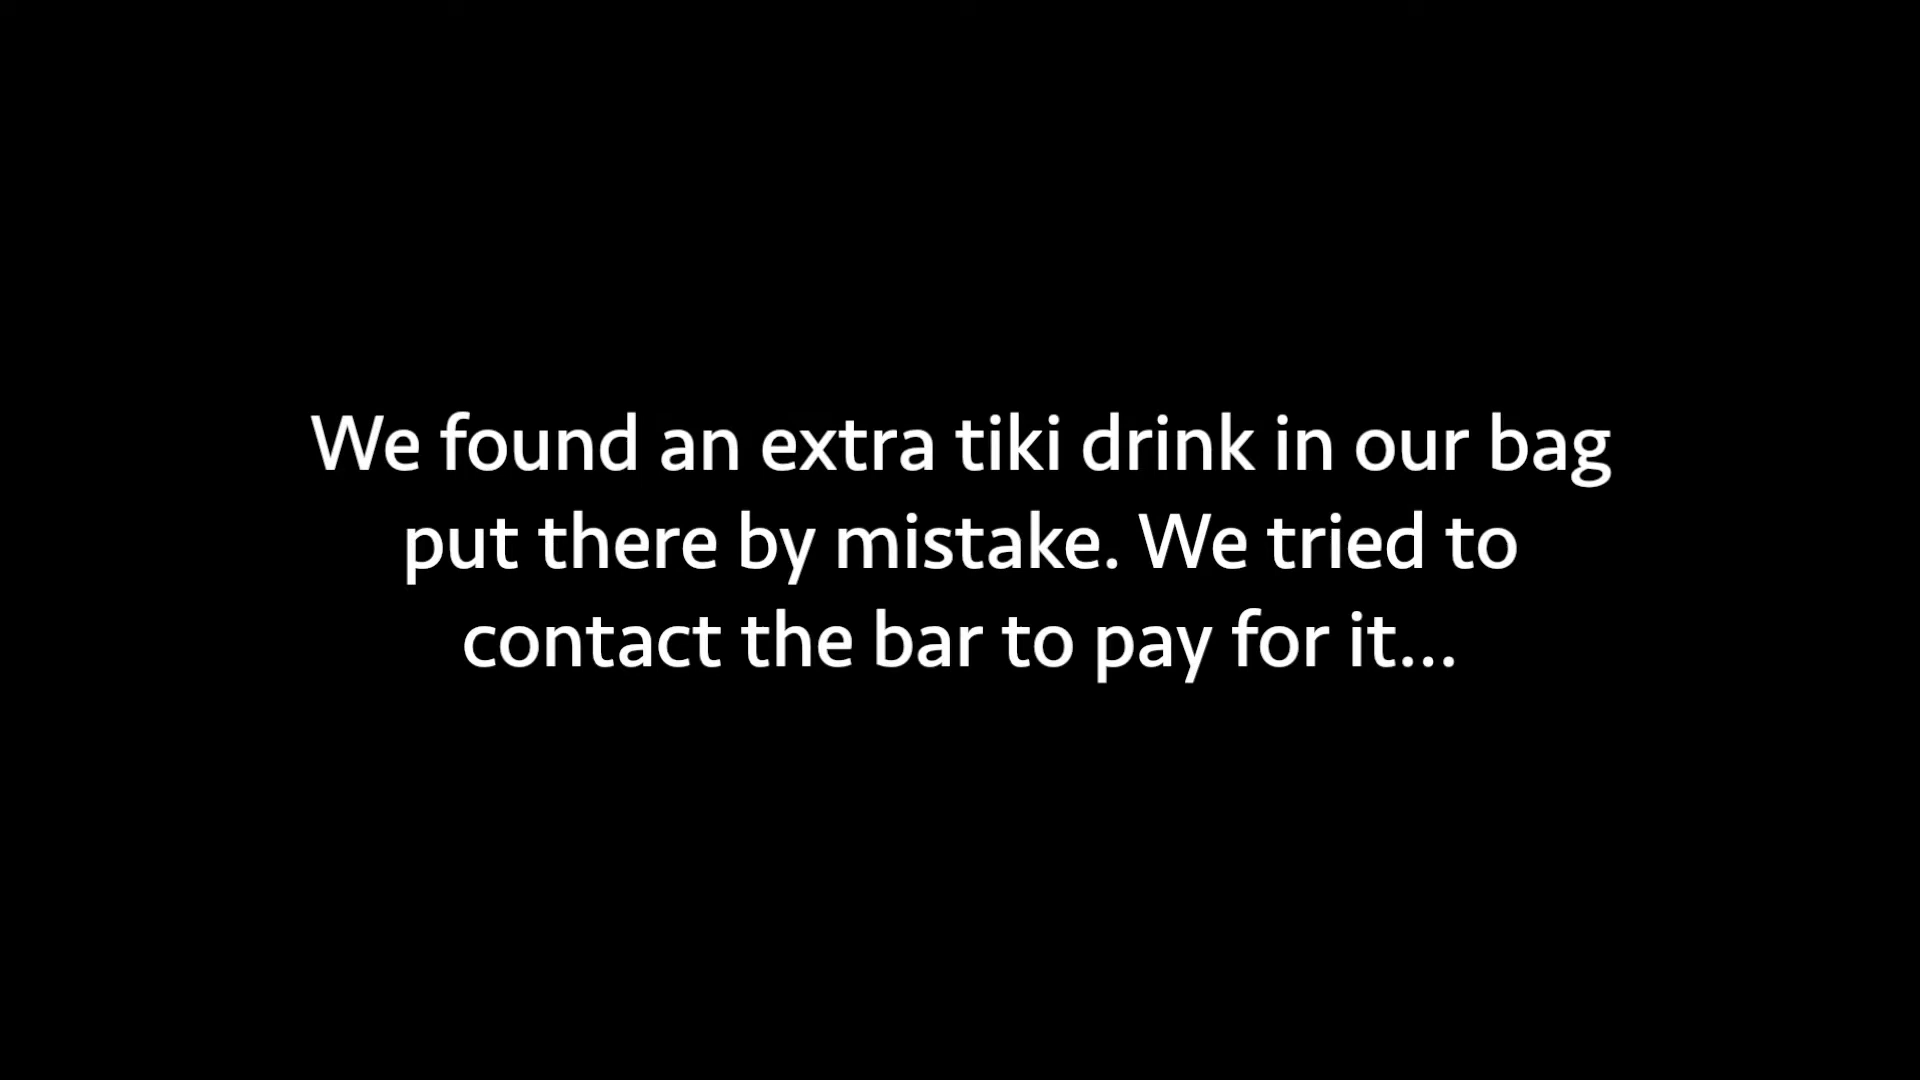 We found an extra tiki drink in our bag
put there by mistake. We tried to
contact the bar to pay for it...